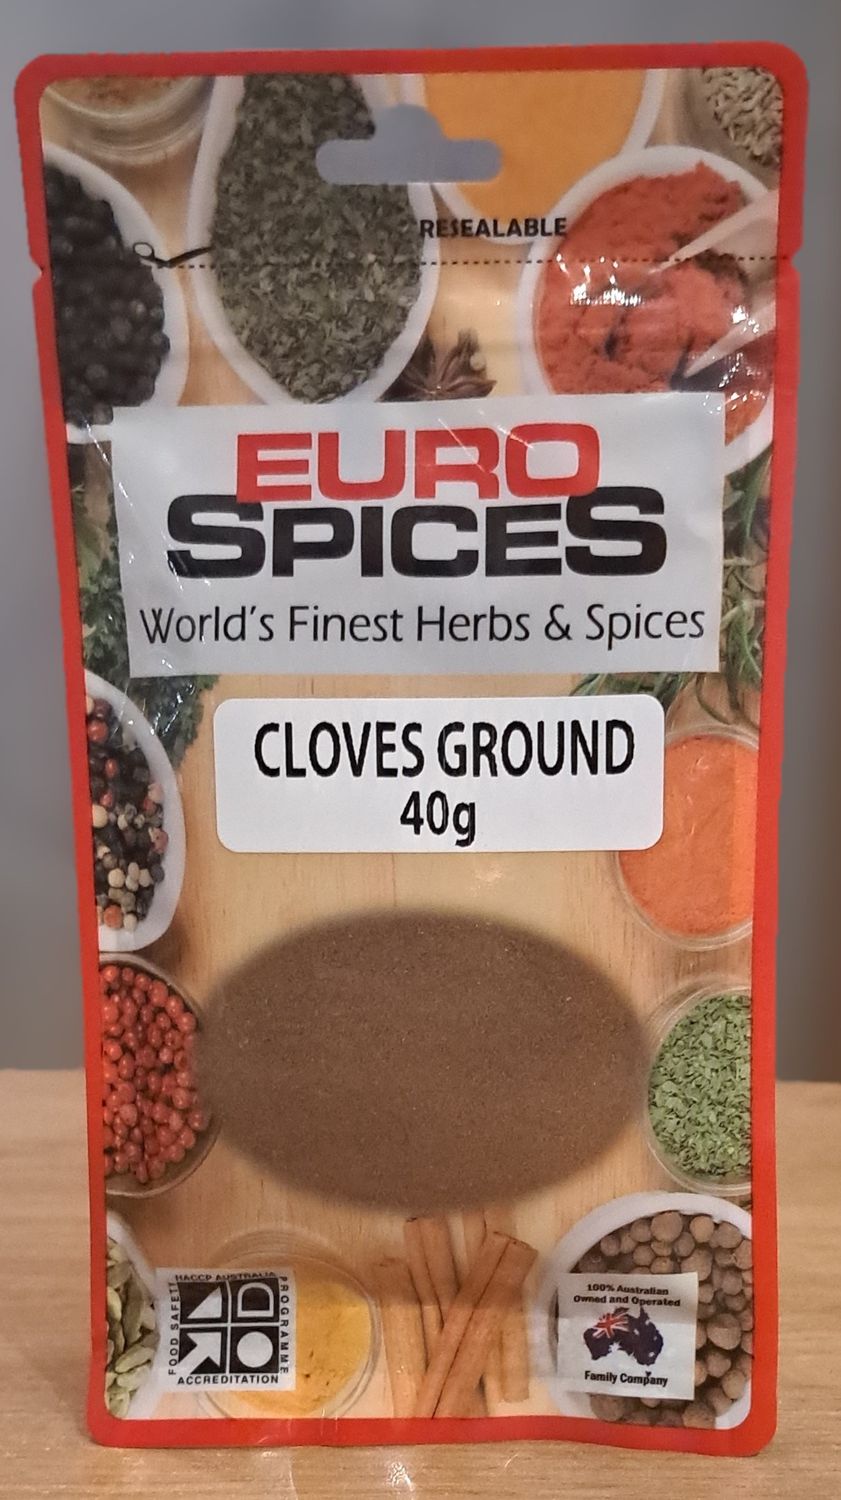 RESEALABLE
EURO
SPICES
World's Finest Herbs & Spices
CLOVES GROUND
40g
HACCP AUSTRALIA
FOOD SAFETY
PROGRAMME
ACCREDITATION
100% Australian
Owned and Operated
Family Company